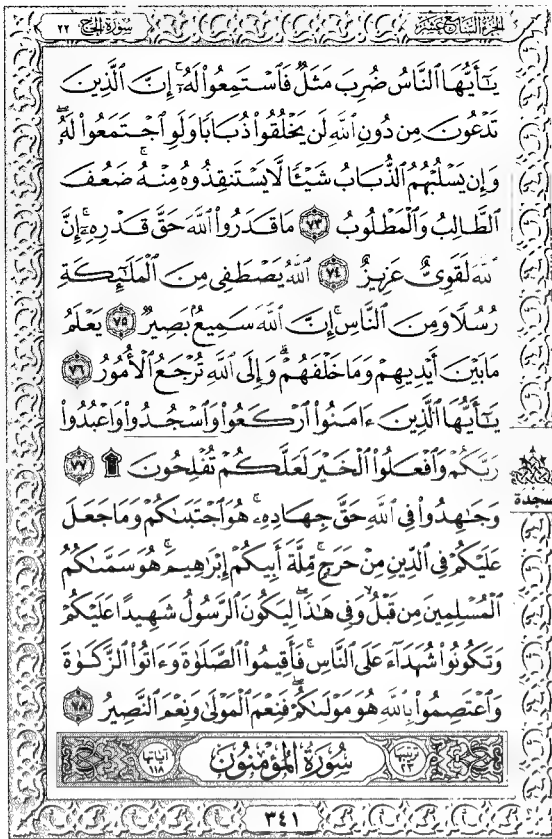 الجزء السابع عشر
سورة الحج ٢٢
يَٰٓأَيُّهَا ٱلنَّاسُ ضُرِبَ مَثَلٌ فَٱسْتَمِعُوا۟ لَهُۥٓ ۚ إِنَّ ٱلَّذِينَ
تَدْعُونَ مِن دُونِ ٱللَّهِ لَن يَخْلُقُوا۟ ذُبَابًا وَلَوِ ٱجْتَمَعُوا۟ لَهُۥ ۖ
وَإِن يَسْلُبْهُمُ ٱلذُّبَابُ شَيْـًٔا لَّا يَسْتَنقِذُوهُ مِنْهُ ۚ ضَعُفَ
ٱلطَّالِبُ وَٱلْمَطْلُوبُ ٧٣ مَا قَدَرُوا۟ ٱللَّهَ حَقَّ قَدْرِهِۦٓ ۗ إِنَّ
ٱللَّهَ لَقَوِىٌّ عَزِيزٌ ٧٤ ٱللَّهُ يَصْطَفِى مِنَ ٱلْمَلَٰٓئِكَةِ
رُسُلًا وَمِنَ ٱلنَّاسِ ۚ إِنَّ ٱللَّهَ سَمِيعٌۢ بَصِيرٌ ٧٥ يَعْلَمُ
مَا بَيْنَ أَيْدِيهِمْ وَمَا خَلْفَهُمْ ۗ وَإِلَى ٱللَّهِ تُرْجَعُ ٱلْأُمُورُ ٧٦
يَٰٓأَيُّهَا ٱلَّذِينَ ءَامَنُوا۟ ٱرْكَعُوا۟ وَٱسْجُدُوا۟ وَٱعْبُدُوا۟
رَبَّكُمْ وَٱفْعَلُوا۟ ٱلْخَيْرَ لَعَلَّكُمْ تُفْلِحُونَ ۩ ٧٧
سجدة
وَجَٰهِدُوا۟ فِى ٱللَّهِ حَقَّ جِهَادِهِۦ ۚ هُوَ ٱجْتَبَىٰكُمْ وَمَا جَعَلَ
عَلَيْكُمْ فِى ٱلدِّينِ مِنْ حَرَجٍ ۚ مِّلَّةَ أَبِيكُمْ إِبْرَٰهِيمَ ۚ هُوَ سَمَّىٰكُمُ
ٱلْمُسْلِمِينَ مِن قَبْلُ وَفِى هَٰذَا لِيَكُونَ ٱلرَّسُولُ شَهِيدًا عَلَيْكُمْ
وَتَكُونُوا۟ شُهَدَآءَ عَلَى ٱلنَّاسِ ۚ فَأَقِيمُوا۟ ٱلصَّلَوٰةَ وَءَاتُوا۟ ٱلزَّكَوٰةَ
وَٱعْتَصِمُوا۟ بِٱللَّهِ هُوَ مَوْلَىٰكُمْ ۖ فَنِعْمَ ٱلْمَوْلَىٰ وَنِعْمَ ٱلنَّصِيرُ ٧٨
ترتيبها ٢٣ سُورَةُ المُؤْمِنُونَ آياتها ١١٨
٣٤١